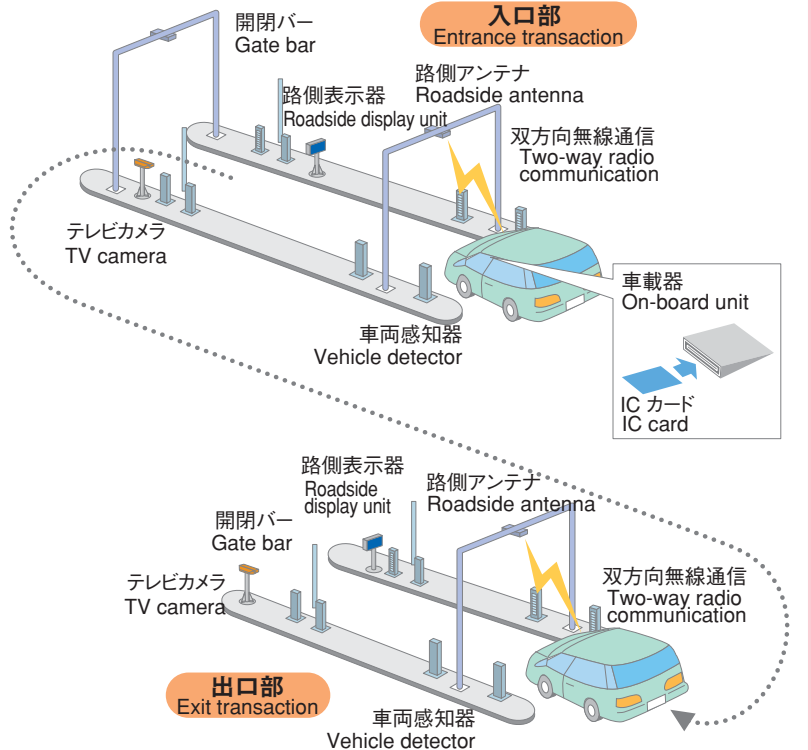 入口部
Entrance transaction
開閉バー
Gate bar
路側アンテナ
Roadside antenna
路側表示器
Roadside display unit
双方向無線通信
Two-way radio
communication
テレビカメラ
TV camera
車載器
On-board unit
車両感知器
Vehicle detector
IC カード
IC card
路側表示器
Roadside
display unit
路側アンテナ
Roadside antenna
開閉バー
Gate bar
テレビカメラ
TV camera
双方向無線通信
Two-way radio
communication
出口部
Exit transaction
車両感知器
Vehicle detector